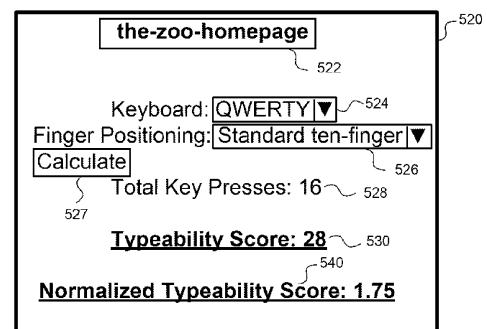 the-zoo-homepage
520
522
Keyboard: QWERTY ▼ 524
Finger Positioning: Standard ten-finger ▼
Calculate 526
Total Key Presses: 16 528
527
Typeability Score: 28 530
540
Normalized Typeability Score: 1.75